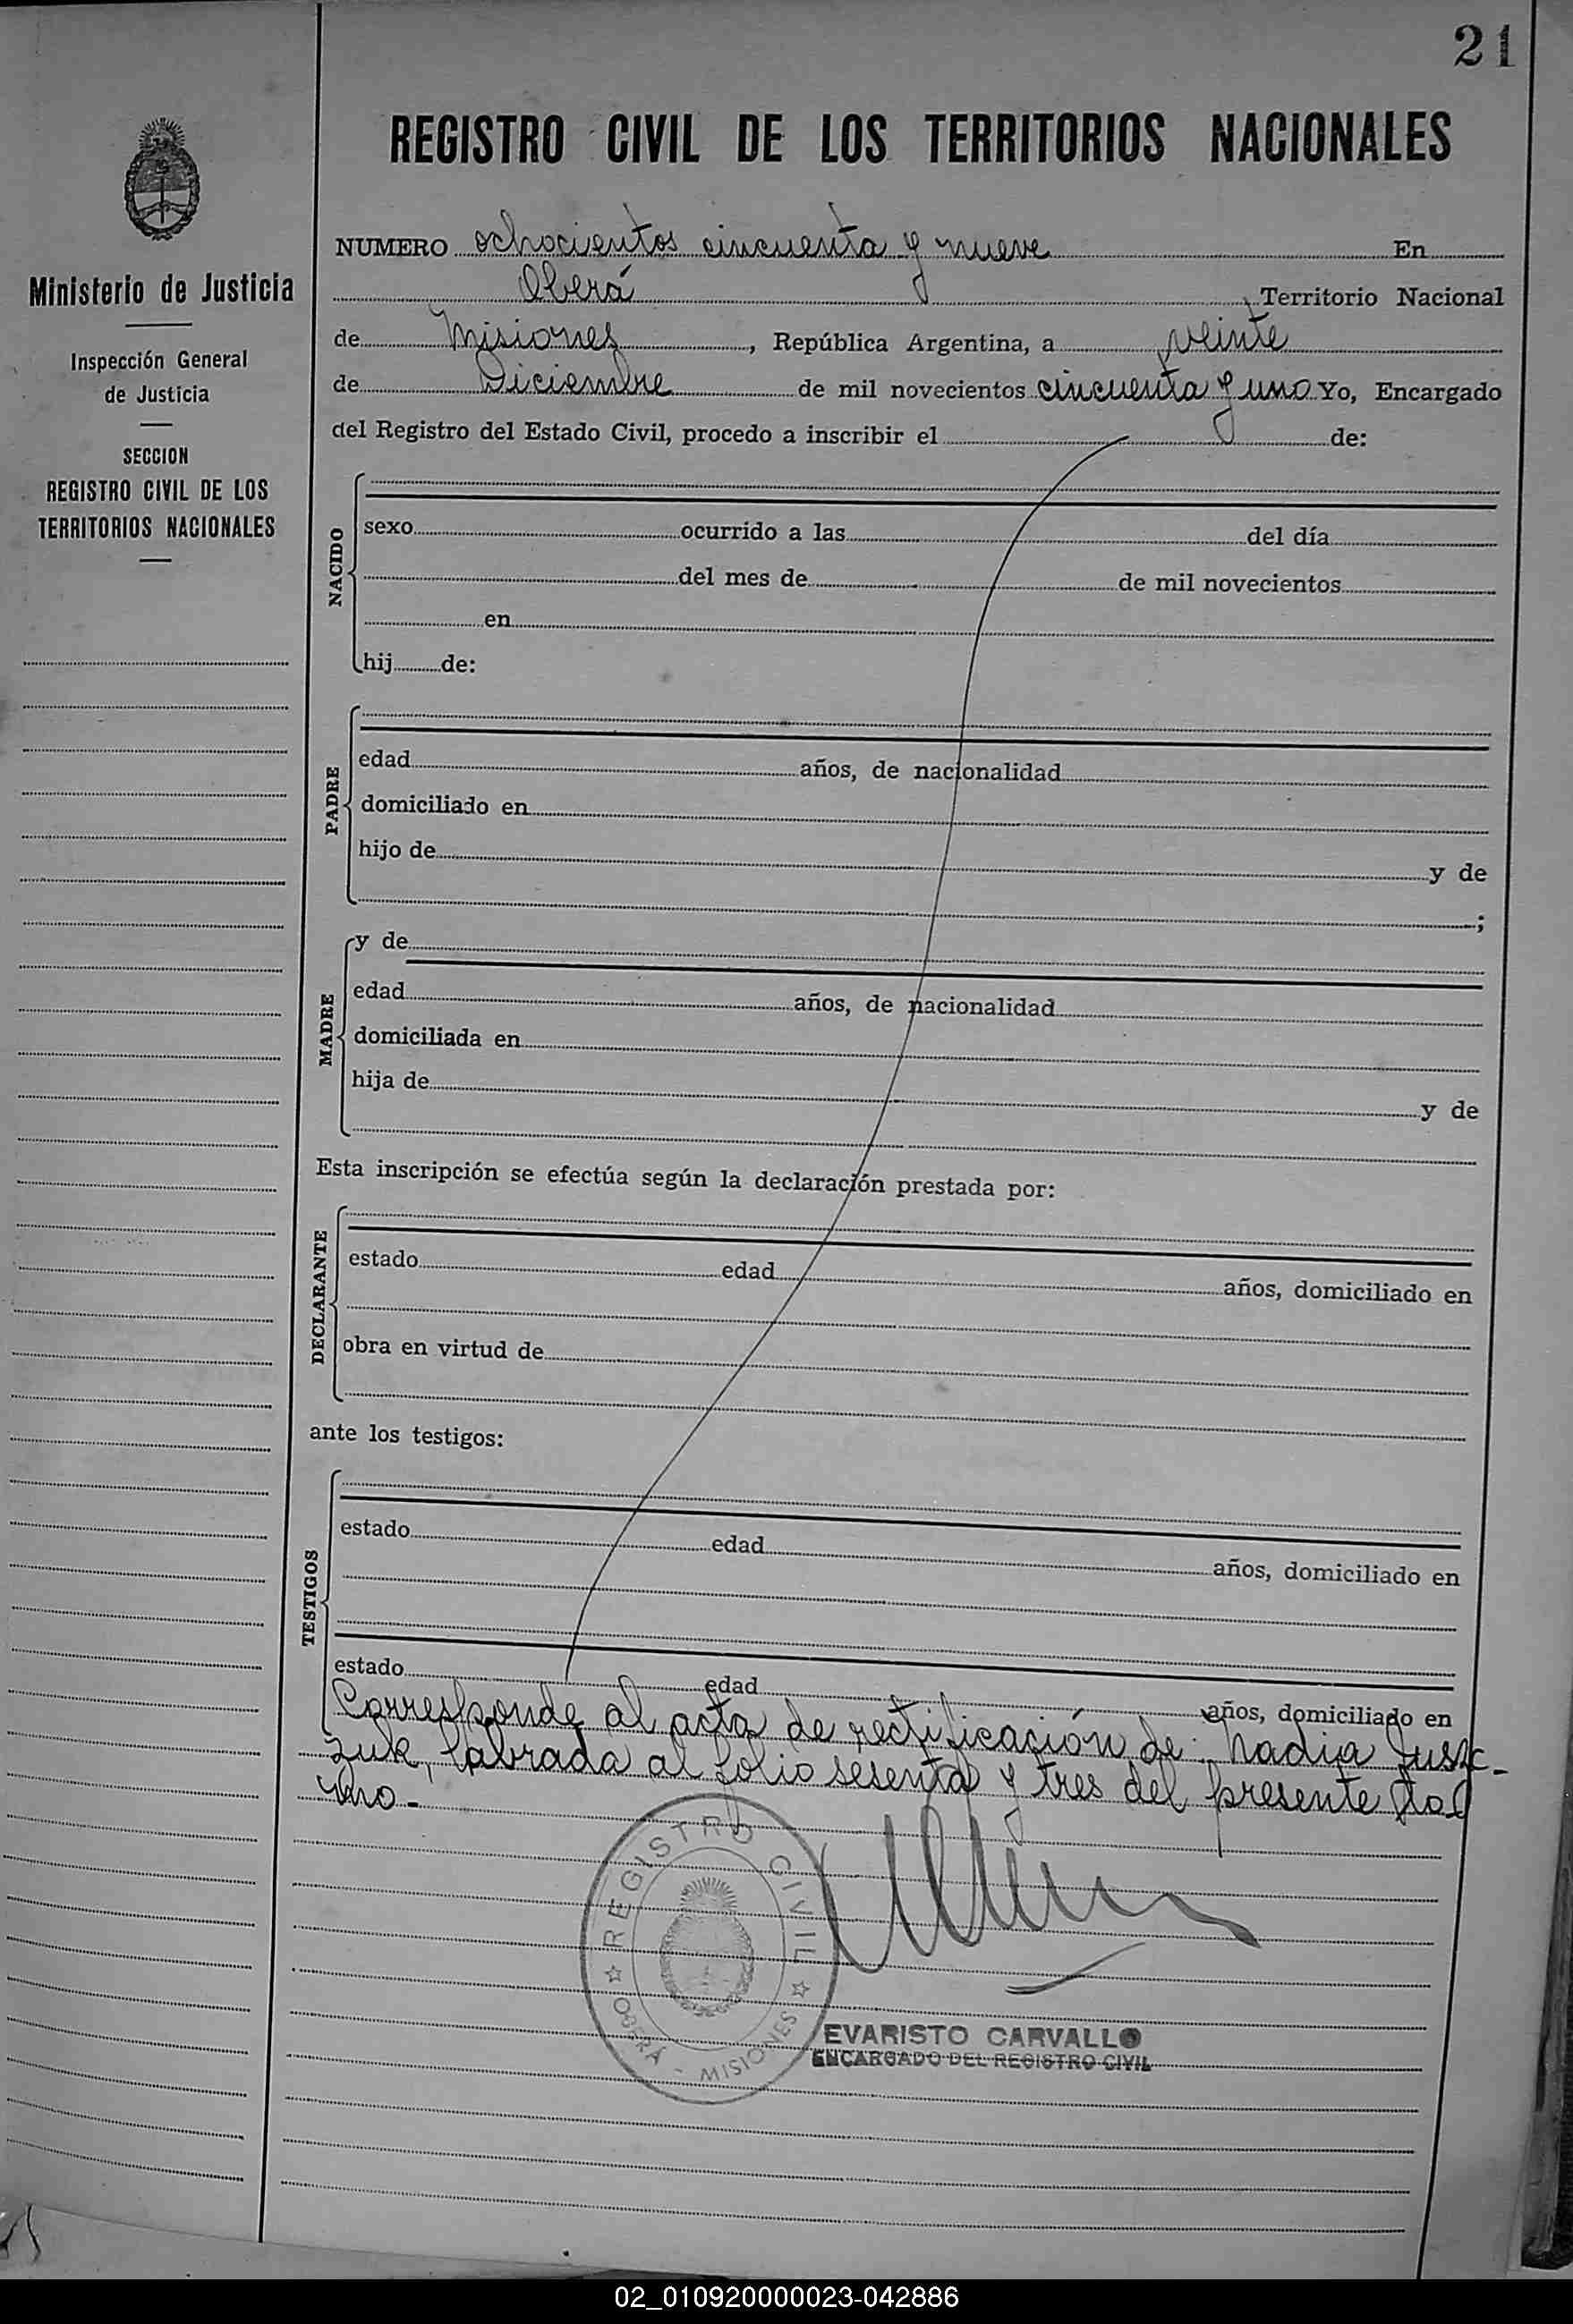 21
REGISTRO CIVIL DE LOS TERRITORIOS NACIONALES
Ministerio de Justicia
Inspección General
de Justicia
SECCION
REGISTRO CIVIL DE LOS
TERRITORIOS NACIONALES
NUMERO ochocientos cincuenta y nueve En
Oberá Territorio Nacional
de Misiones, República Argentina, a veinte
de Diciembre de mil novecientos cincuenta y uno Yo, Encargado
del Registro del Estado Civil, procedo a inscribir el de:
NACIDO
sexo ocurrido a las del día
del mes de de mil novecientos
en
hij de:
PADRE
edad años, de nacionalidad
domiciliado en
hijo de y de
;
MADRE
y de
edad años, de nacionalidad
domiciliada en
hija de y de
Esta inscripción se efectúa según la declaración prestada por:
DECLARANTE
estado edad años, domiciliado en
obra en virtud de
ante los testigos:
TESTIGOS
estado edad años, domiciliado en
estado edad años, domiciliado en
Corresponde al acta de rectificación de: Nadia
zuk, labrada al folio sesenta y tres del presente
mo.-
REGISTRO CIVIL
OBERÁ - MISIONES
EVARISTO CARVALLO
ENCARGADO DEL REGISTRO CIVIL
02_010920000023-042886